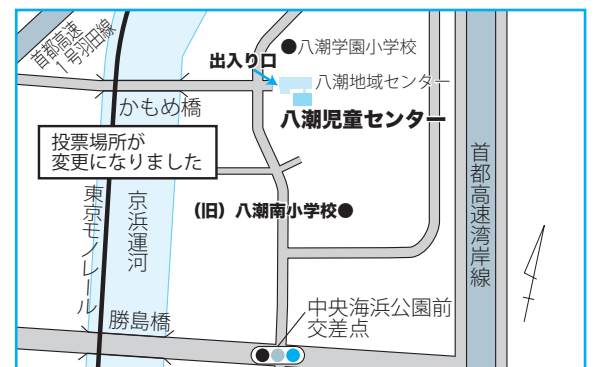 首都高速
1号羽田線
●八潮学園小学校
出入り口
八潮地域センター
八潮児童センター
かもめ橋
投票場所が
変更になりました
（旧）八潮南小学校●
東京モノレール
京浜運河
首都高速湾岸線
中央海浜公園前
交差点
勝島橋